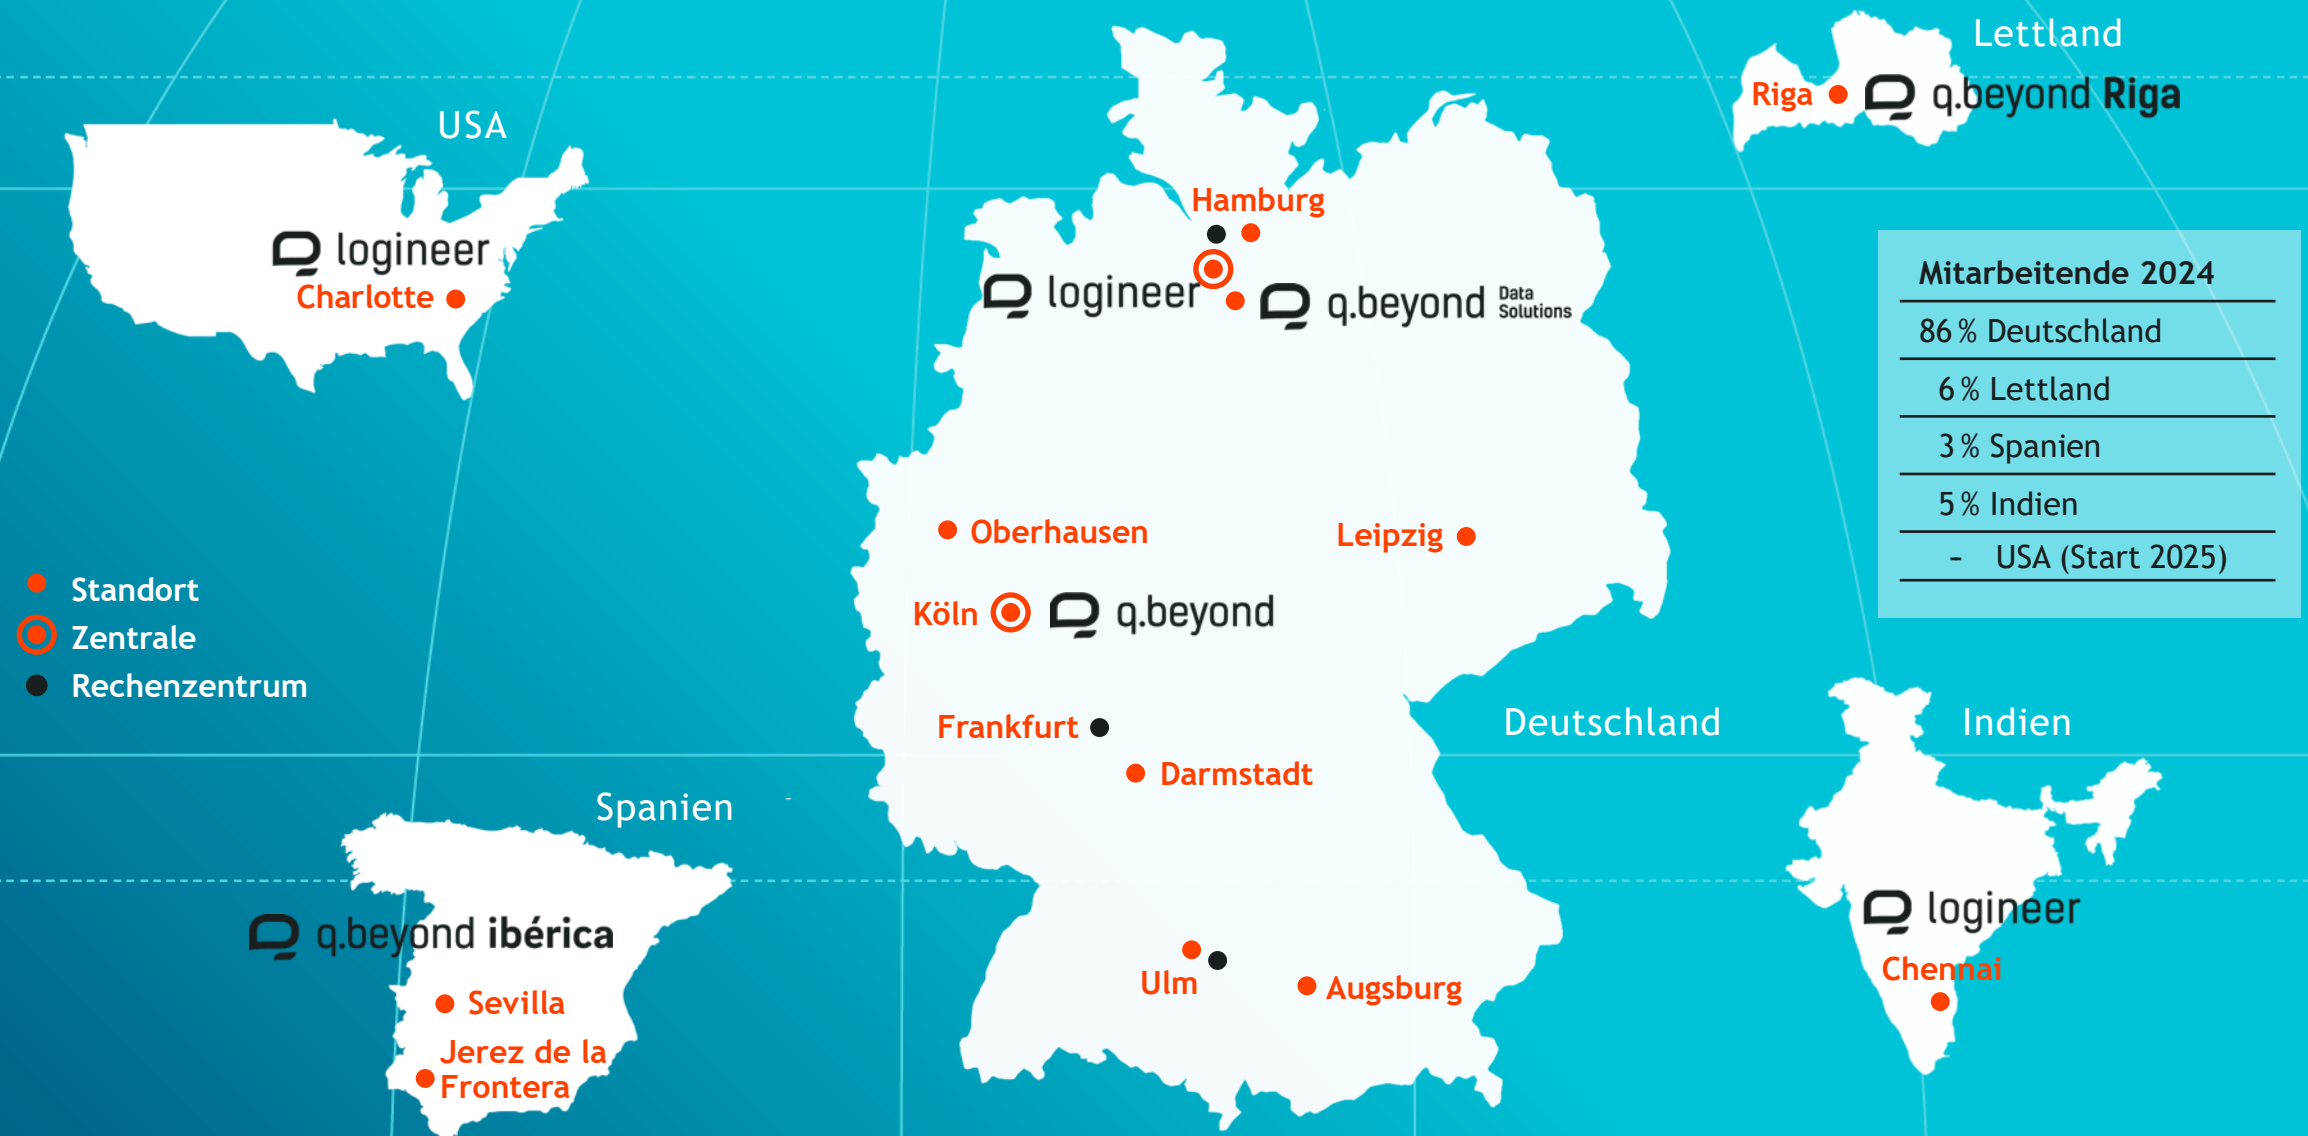 USA
logineer
Charlotte
Standort
Zentrale
Rechenzentrum
Spanien
q.beyond ibérica
Sevilla
Jerez de la
Frontera
Hamburg
logineer
q.beyond Data
Solutions
Oberhausen
Leipzig
Köln
q.beyond
Frankfurt
Darmstadt
Deutschland
Ulm
Augsburg
Lettland
Riga
q.beyond Riga
Mitarbeitende 2024
86 % Deutschland
6 % Lettland
3 % Spanien
5 % Indien
– USA (Start 2025)
Indien
logineer
Chennai